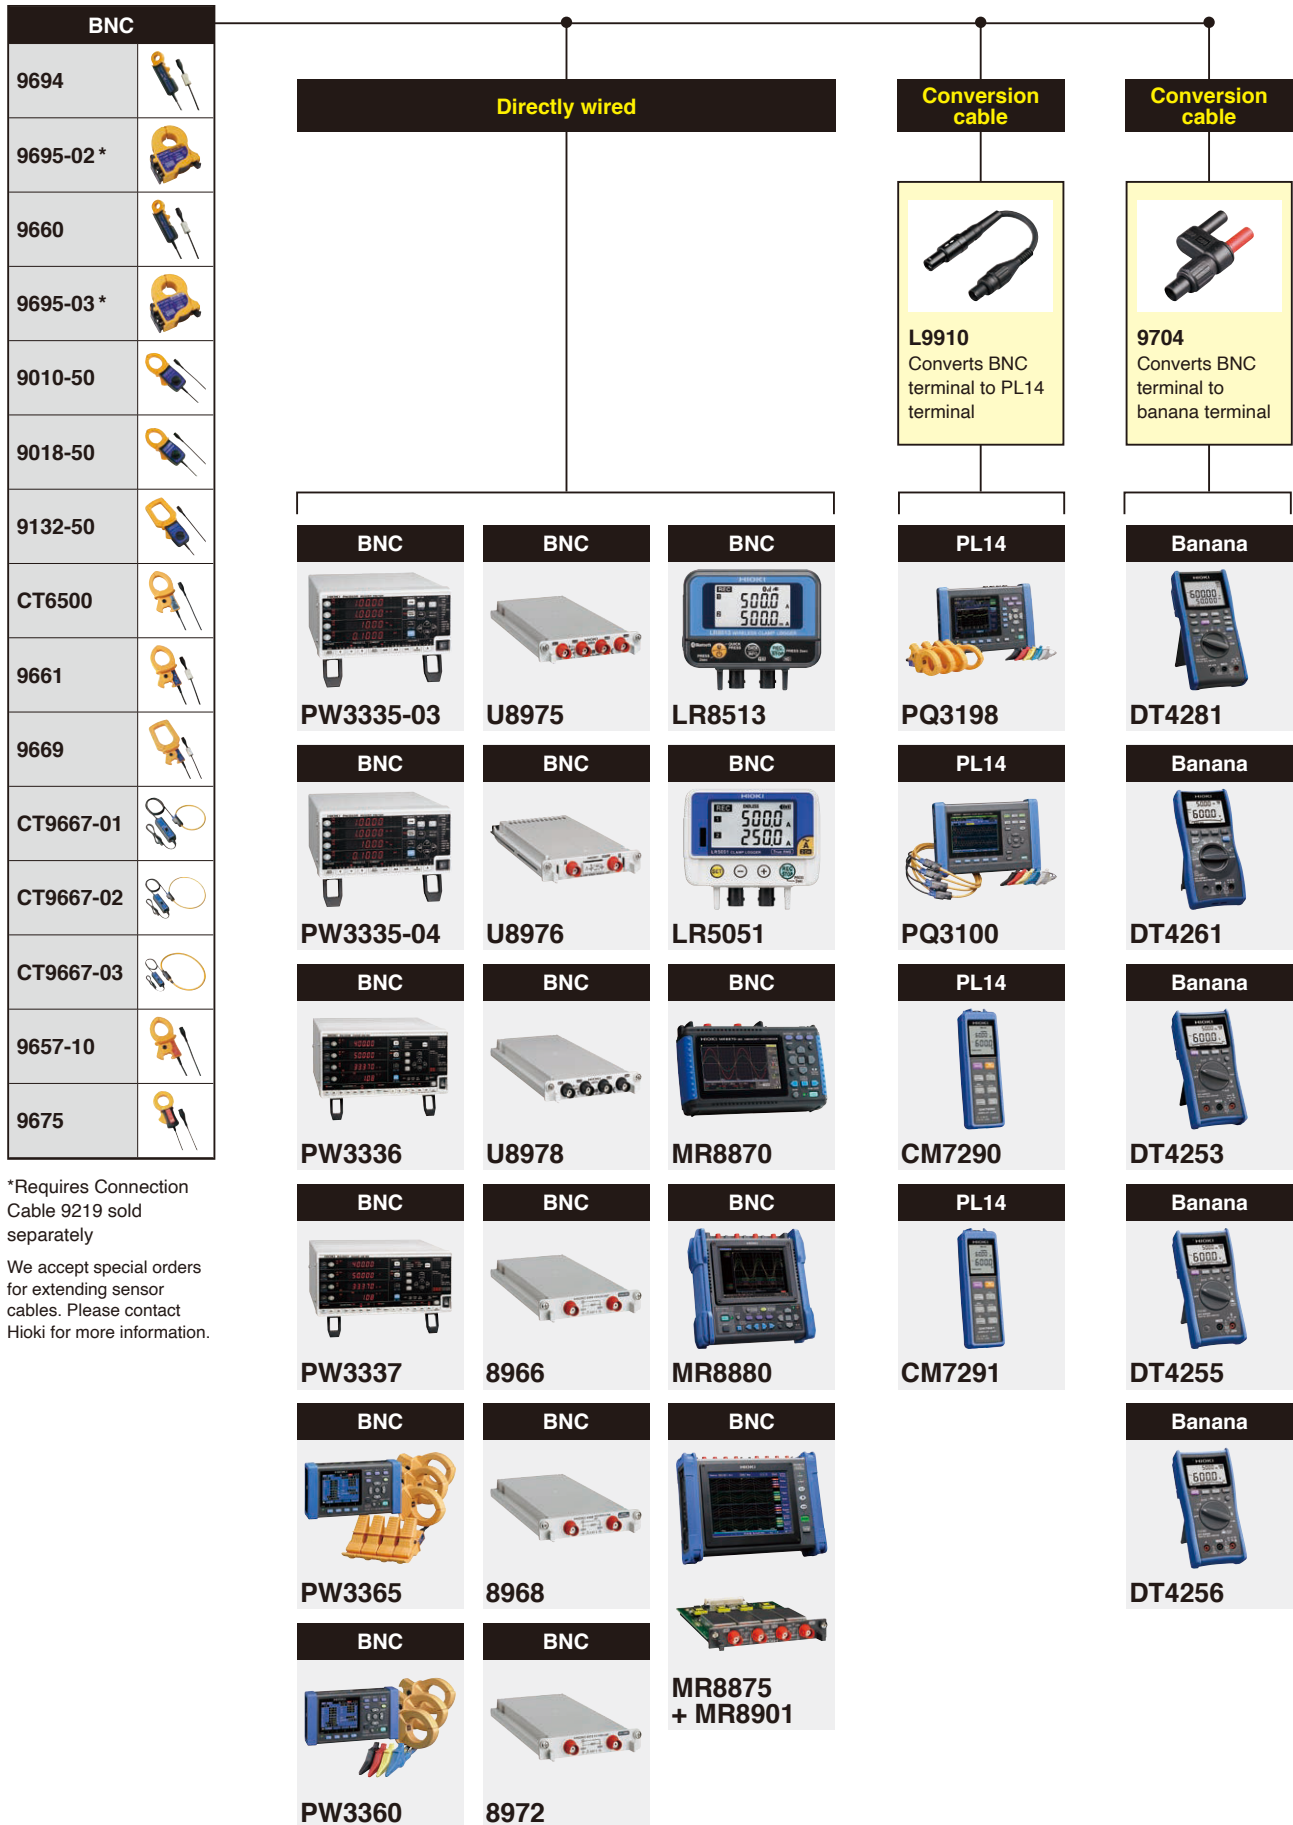 BNC
9694
9695-02 *
9660
9695-03 *
9010-50
9018-50
9132-50
CT6500
9661
9669
CT9667-01
CT9667-02
CT9667-03
9657-10
9675
*Requires Connection
Cable 9219 sold
separately
We accept special orders
for extending sensor
cables. Please contact
Hioki for more information.
Directly wired
BNC
PW3335-03
BNC
U8975
BNC
LR8513
BNC
PW3335-04
BNC
U8976
BNC
LR5051
BNC
PW3336
BNC
U8978
BNC
MR8870
BNC
PW3337
BNC
8966
BNC
MR8880
BNC
PW3365
BNC
8968
BNC
MR8875
+ MR8901
BNC
PW3360
BNC
8972
Conversion
cable
L9910
Converts BNC
terminal to PL14
terminal
PL14
PQ3198
PL14
PQ3100
PL14
CM7290
PL14
CM7291
Conversion
cable
9704
Converts BNC
terminal to
banana terminal
Banana
DT4281
Banana
DT4261
Banana
DT4253
Banana
DT4255
Banana
DT4256